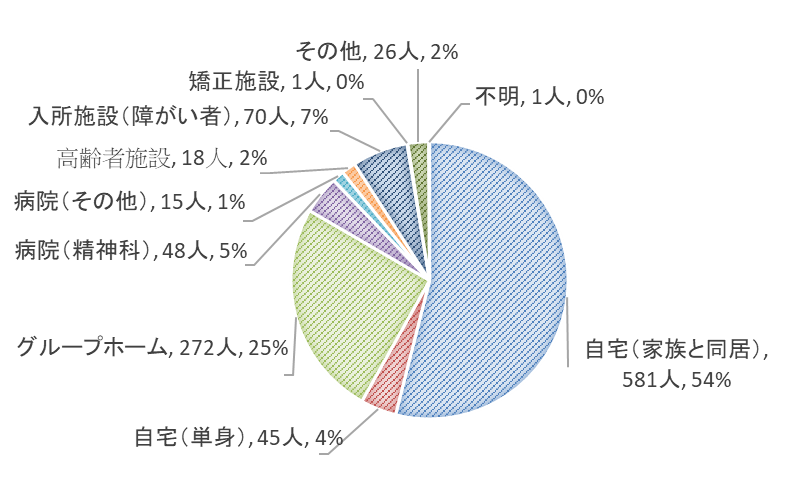 その他, 26人, 2%
矯正施設, 1人, 0%
不明, 1人, 0%
入所施設（障がい者）, 70人, 7%
高齢者施設, 18人, 2%
病院（その他）, 15人, 1%
病院（精神科）, 48人, 5%
グループホーム, 272人, 25%
自宅（家族と同居）,
581人, 54%
自宅（単身）, 45人, 4%